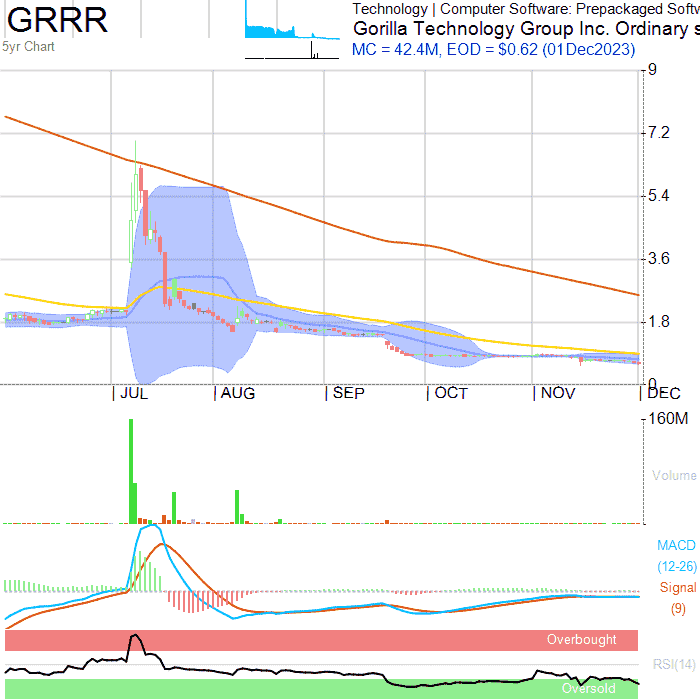 GRRR
5yr Chart
Technology | Computer Software: Prepackaged Softw
Gorilla Technology Group Inc. Ordinary s
MC = 42.4M, EOD = $0.62 (01Dec2023)
9
7.2
5.4
3.6
1.8
0
JUL AUG SEP OCT NOV DEC
160M
Volume
MACD
(12-26)
Signal
(9)
Overbought
RSI(14)
Oversold